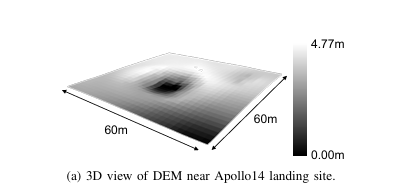 4.77m
60m
60m
0.00m
(a) 3D view of DEM near Apollo14 landing site.